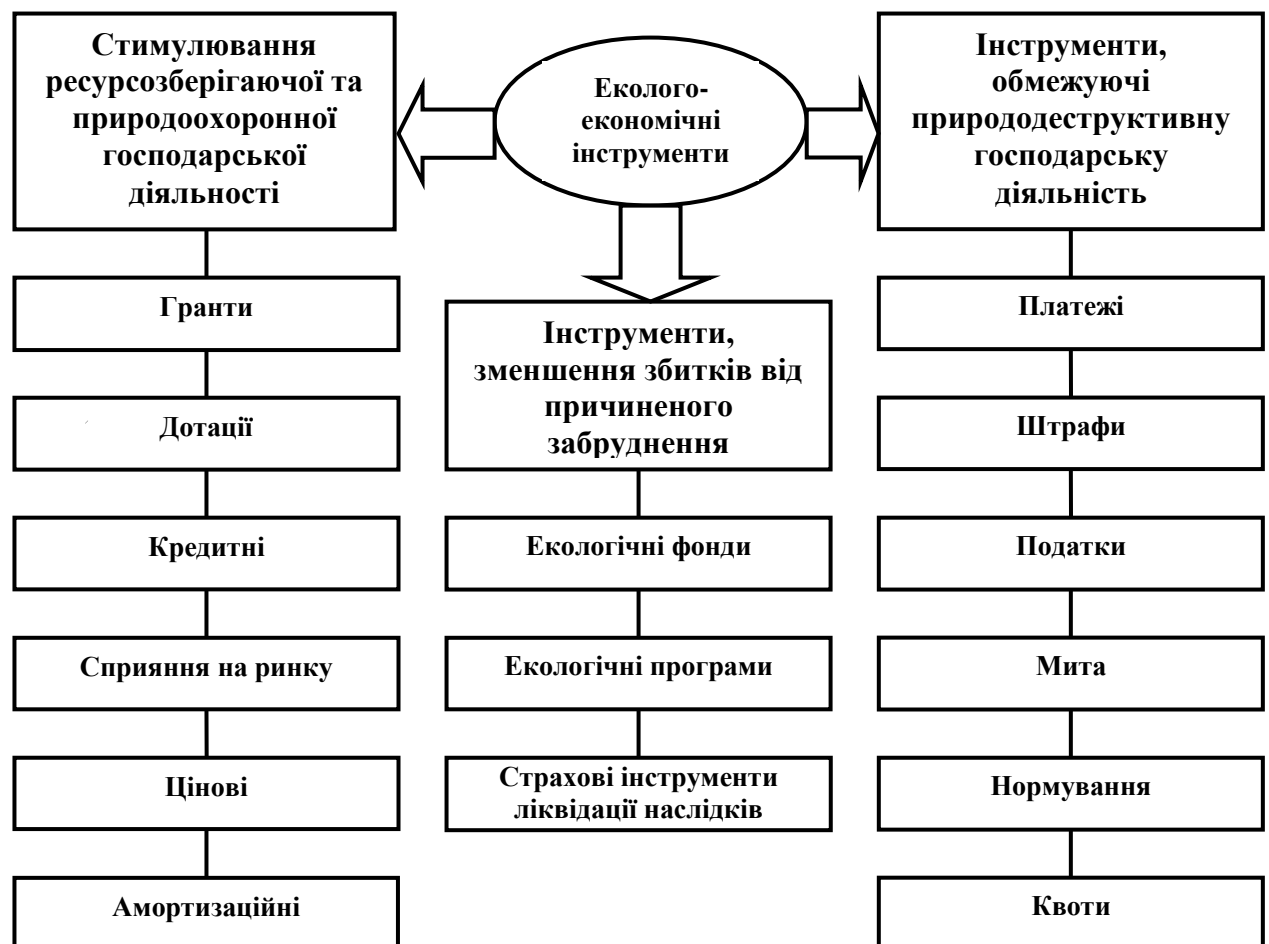 Стимулювання
ресурсозберігаючої та
природоохоронної
господарської
діяльності
Еколого-
економічні
інструменти
Інструменти,
обмежуючі
природодеструктивну
господарську
діяльність
Гранти
Дотації
Кредитні
Сприяння на ринку
Цінові
Амортизаційні
Інструменти,
зменшення збитків від
причиненого
забруднення
Екологічні фонди
Екологічні програми
Страхові інструменти
ліквідації наслідків
Платежі
Штрафи
Податки
Мита
Нормування
Квоти